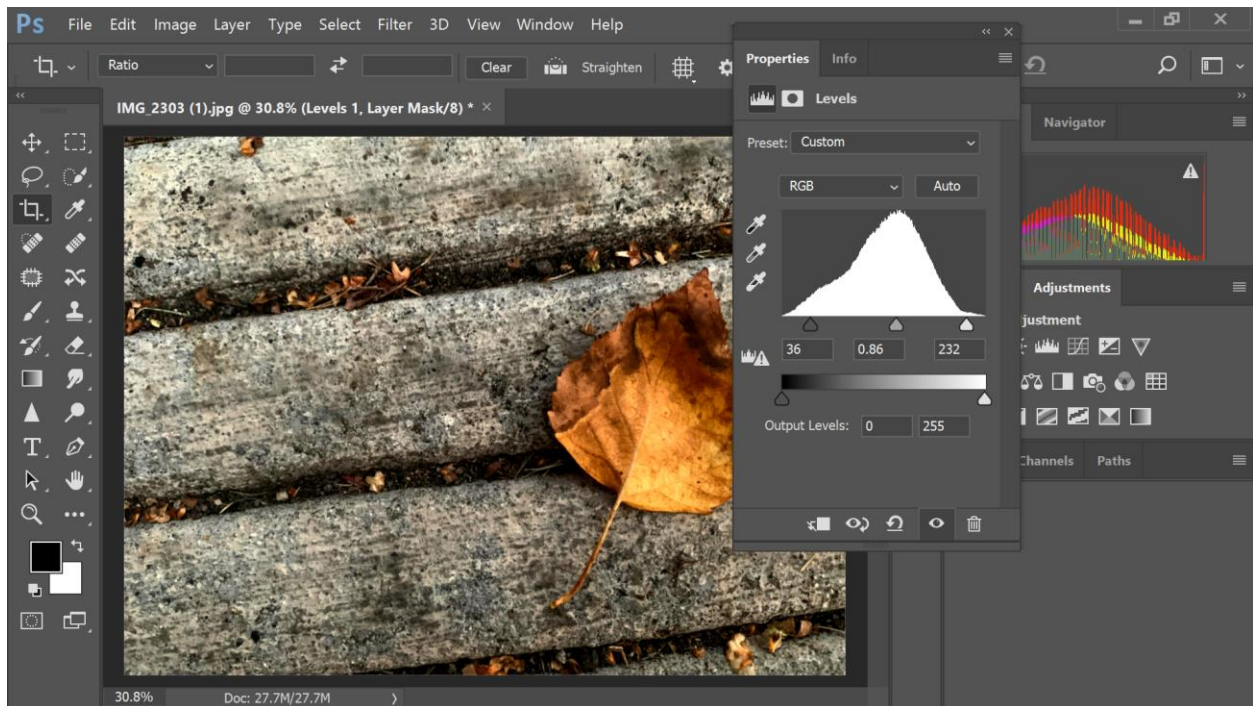 Ps File Edit Image Layer Type Select Filter 3D View Window Help
Ratio Clear Straighten
IMG_2303 (1).jpg @ 30.8% (Levels 1, Layer Mask/8) * ×
Properties Info
Levels
Preset: Custom
RGB Auto
36 0.86 232
Output Levels: 0 255
Navigator
Adjustments
justment
Channels Paths
30.8% Doc: 27.7M/27.7M